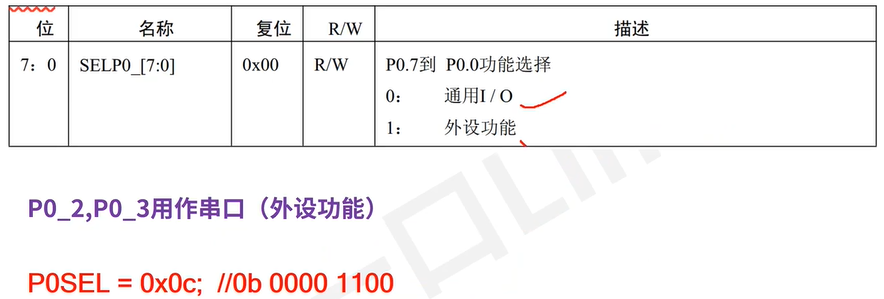 位 名称 复位 R/W 描述
7：0 SELP0_[7:0] 0x00 R/W P0.7到 P0.0功能选择
0： 通用I / O
1： 外设功能
P0_2,P0_3用作串口（外设功能）
P0SEL = 0x0c; //0b 0000 1100